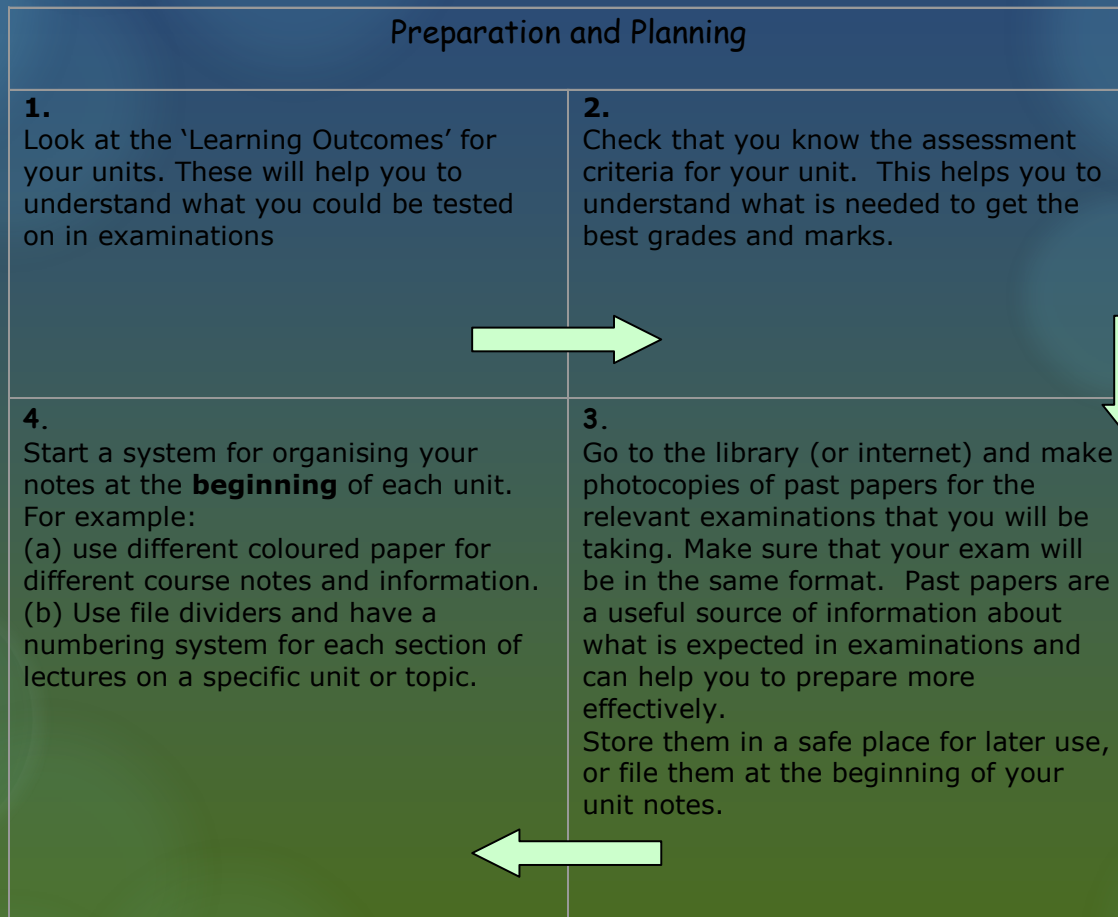 Preparation and Planning
1.
Look at the ‘Learning Outcomes’ for
your units. These will help you to
understand what you could be tested
on in examinations
2.
Check that you know the assessment
criteria for your unit.  This helps you to
understand what is needed to get the
best grades and marks.
3.
Go to the library (or internet) and make
photocopies of past papers for the
relevant examinations that you will be
taking. Make sure that your exam will
be in the same format.  Past papers are
a useful source of information about
what is expected in examinations and
can help you to prepare more
effectively.
Store them in a safe place for later use,
or file them at the beginning of your
unit notes.
4.
Start a system for organising your
notes at the beginning of each unit.
For example:
(a) use different coloured paper for
different course notes and information.
(b) Use file dividers and have a
numbering system for each section of
lectures on a specific unit or topic.